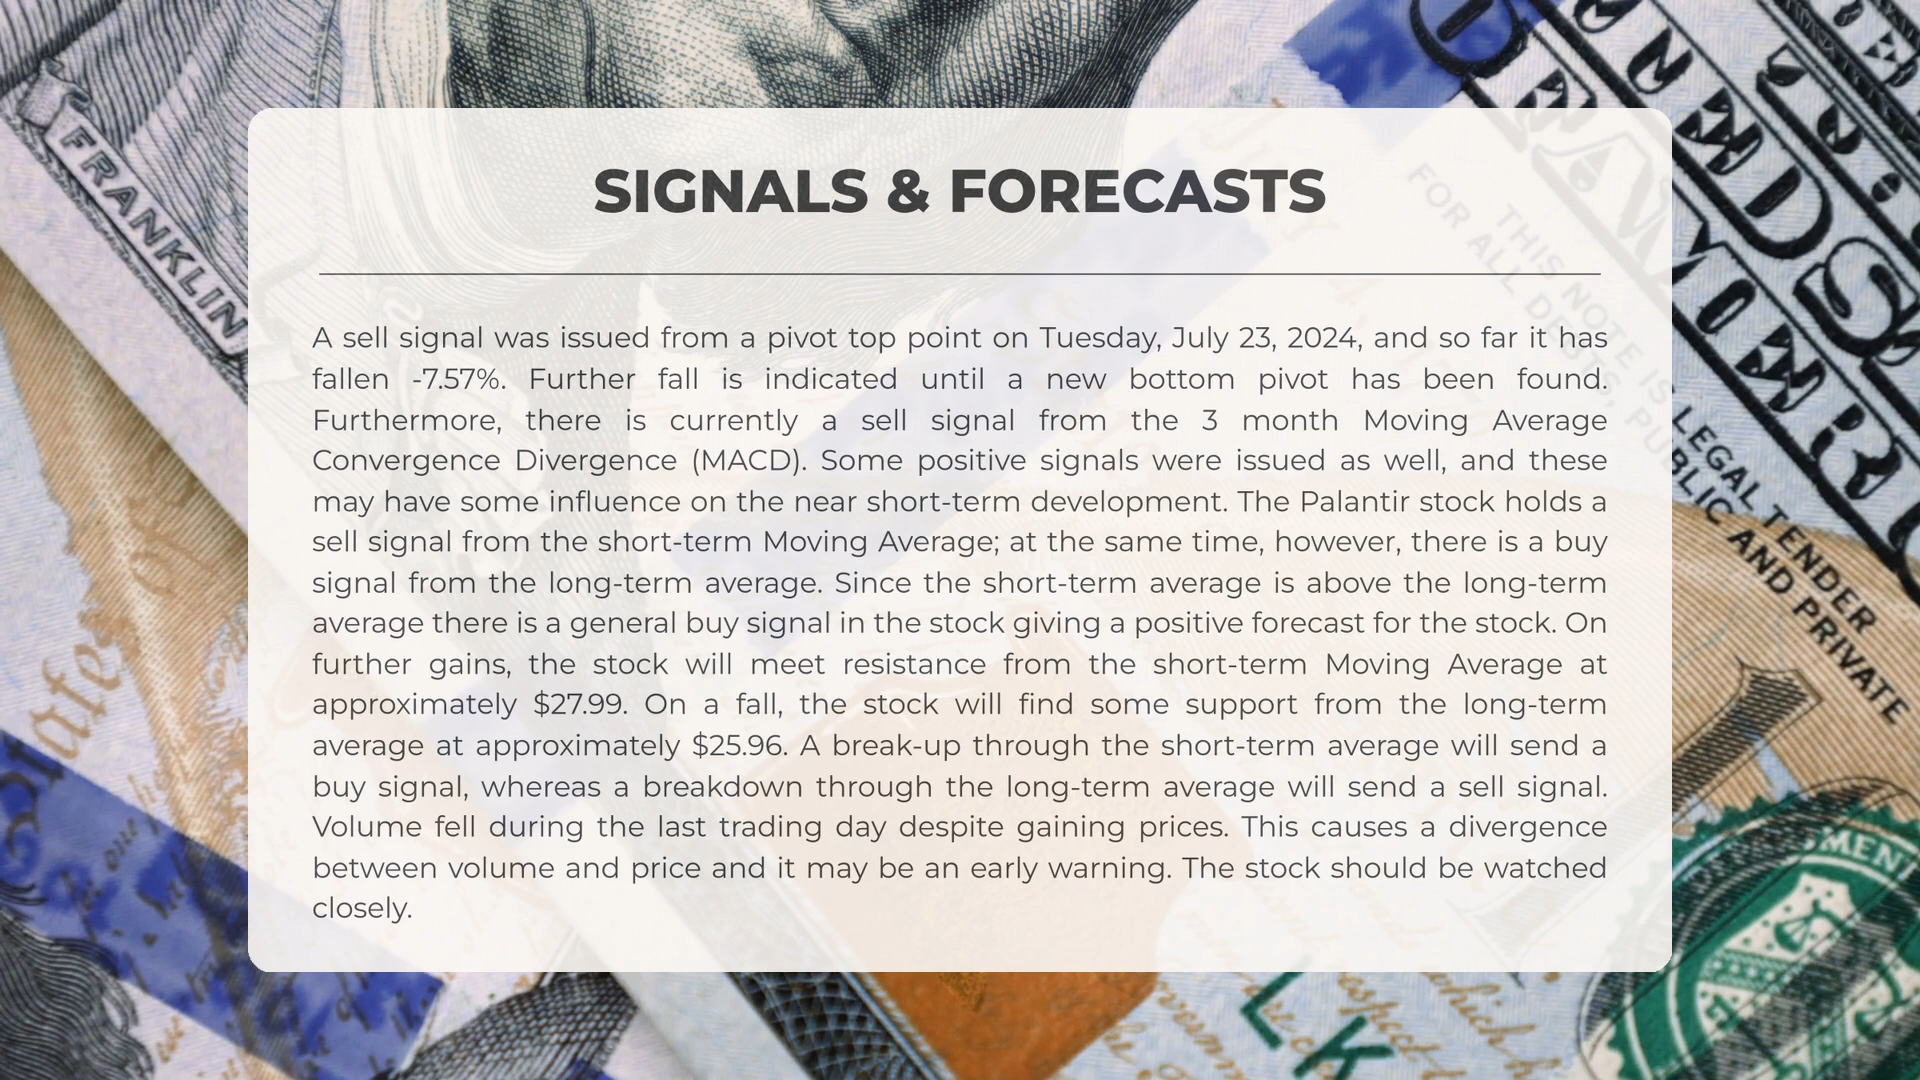 FRANKLIN
SIGNALS & FORECASTS
A sell signal was issued from a pivot top point on Tuesday, July 23, 2024, and so far it has
fallen -7.57%. Further fall is indicated until a new bottom pivot has been found.
Furthermore, there is currently a sell signal from the 3 month Moving Average
Convergence Divergence (MACD). Some positive signals were issued as well, and these
may have some influence on the near short-term development. The Palantir stock holds a
sell signal from the short-term Moving Average; at the same time, however, there is a buy
signal from the long-term average. Since the short-term average is above the long-term
average there is a general buy signal in the stock giving a positive forecast for the stock. On
further gains, the stock will meet resistance from the short-term Moving Average at
approximately $27.99. On a fall, the stock will find some support from the long-term
average at approximately $25.96. A break-up through the short-term average will send a
buy signal, whereas a breakdown through the long-term average will send a sell signal.
Volume fell during the last trading day despite gaining prices. This causes a divergence
between volume and price and it may be an early warning. The stock should be watched
closely.
THIS NOTE IS LEGAL TENDER
FOR ALL DEBTS, PUBLIC AND PRIVATE